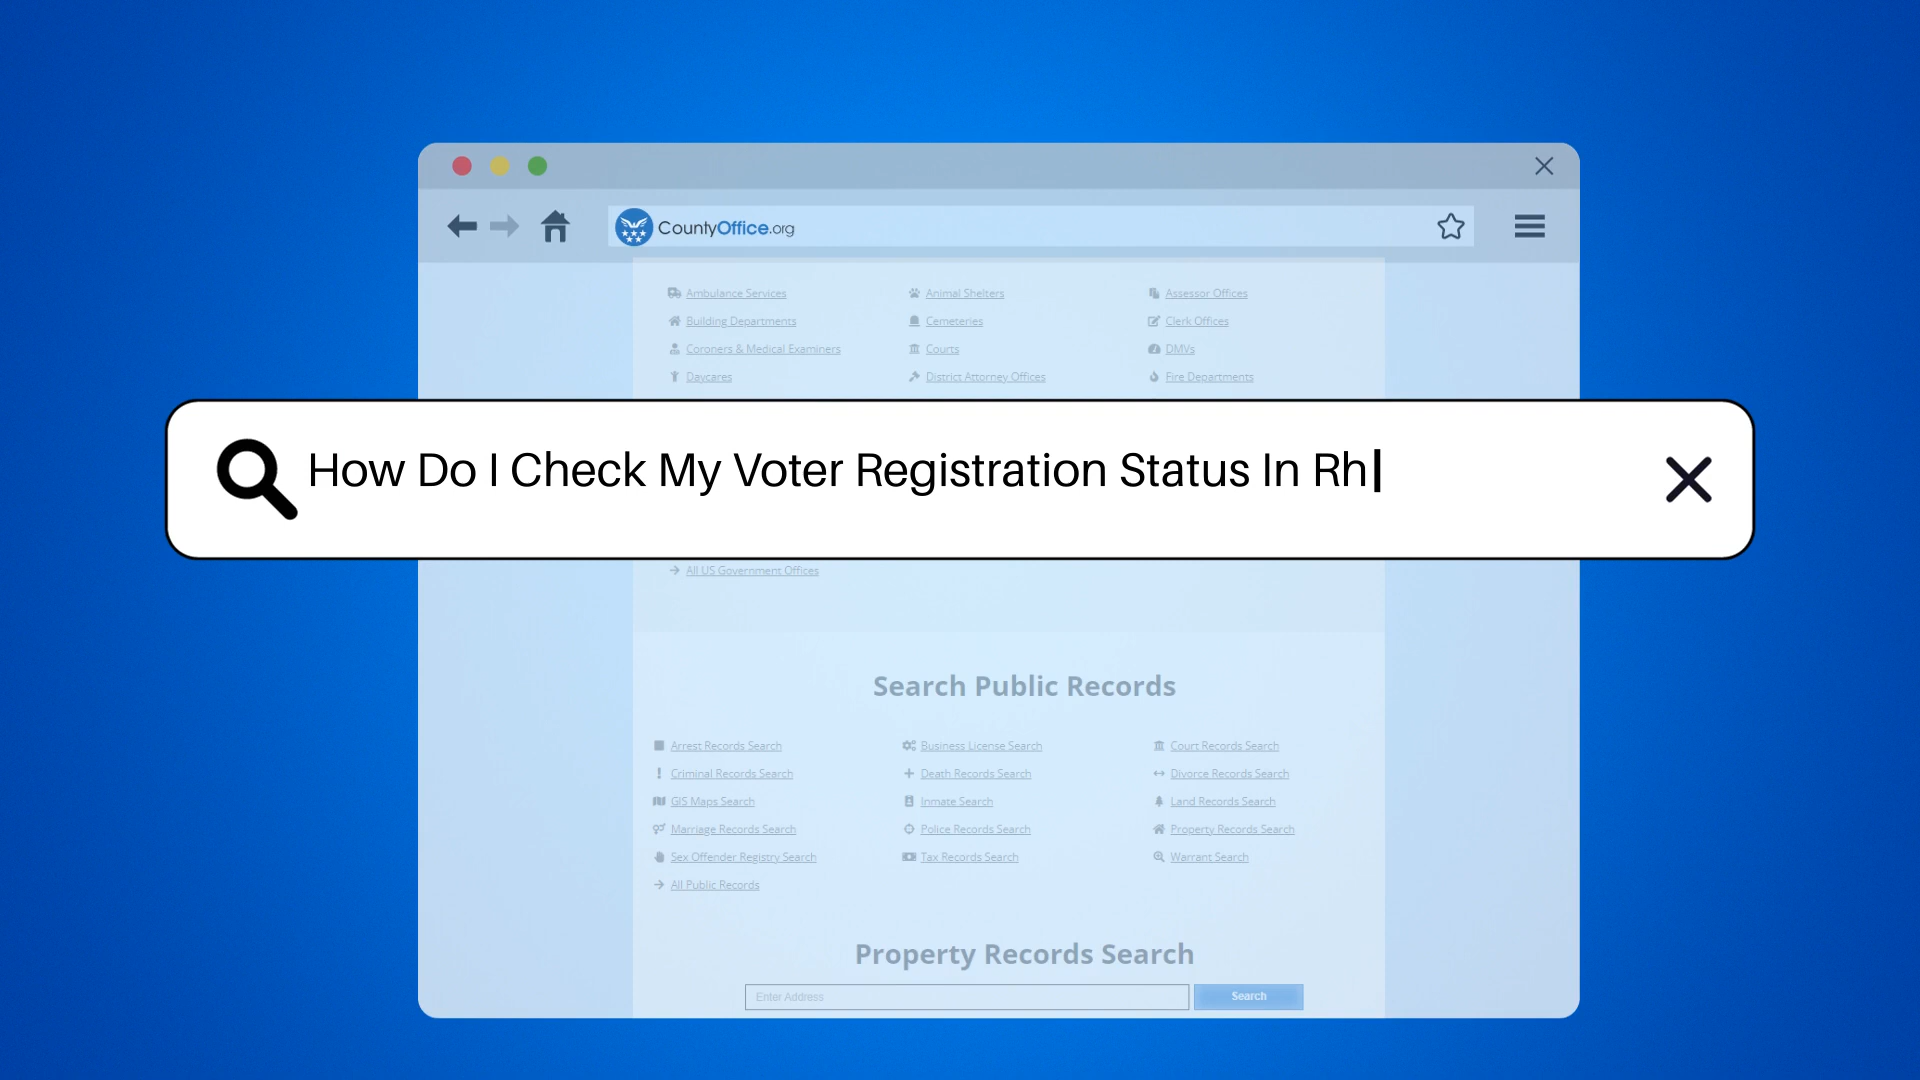 CountyOffice.org
Ambulance Services Animal Shelters Assessor Offices
Building Departments Cemeteries Clerk Offices
Coroners & Medical Examiners Courts DMVs
Daycares District Attorney Offices Fire Departments
How Do I Check My Voter Registration Status In Rh
All US Government Offices
Search Public Records
Arrest Records Search Business License Search Court Records Search
Criminal Records Search Death Records Search Divorce Records Search
GIS Maps Search Inmate Search Land Records Search
Marriage Records Search Police Records Search Property Records Search
Sex Offender Registry Search Tax Records Search Warrant Search
All Public Records
Property Records Search
Enter Address Search